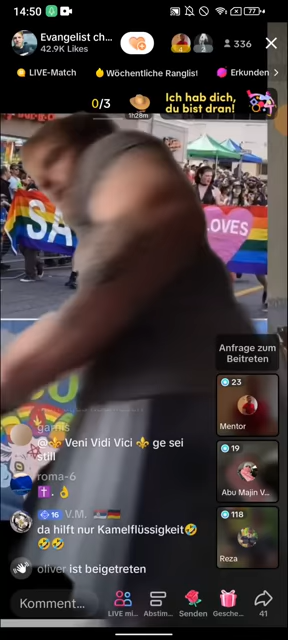 14:50
77
Evangelist ch...
42.9K Likes
336
LIVE-Match
Wöchentliche Ranglist
Erkunden
0/3
1h28m
Ich hab dich,
du bist dran!
SA
LOVES
Anfrage zum
Beitreten
23
Mentor
19
Abu Majin V...
118
Reza
@⚜ Veni Vidi Vici ⚜ ge sei
still
roma-6.
✝️. 👌
16 V.M. 🇷🇸🇩🇪
da hilft nur Kamelflüssigkeit🤣
🤣🤣
oliver ist beigetreten
Komment...
LIVE mi...
Abstim...
Senden
Gesche...
41